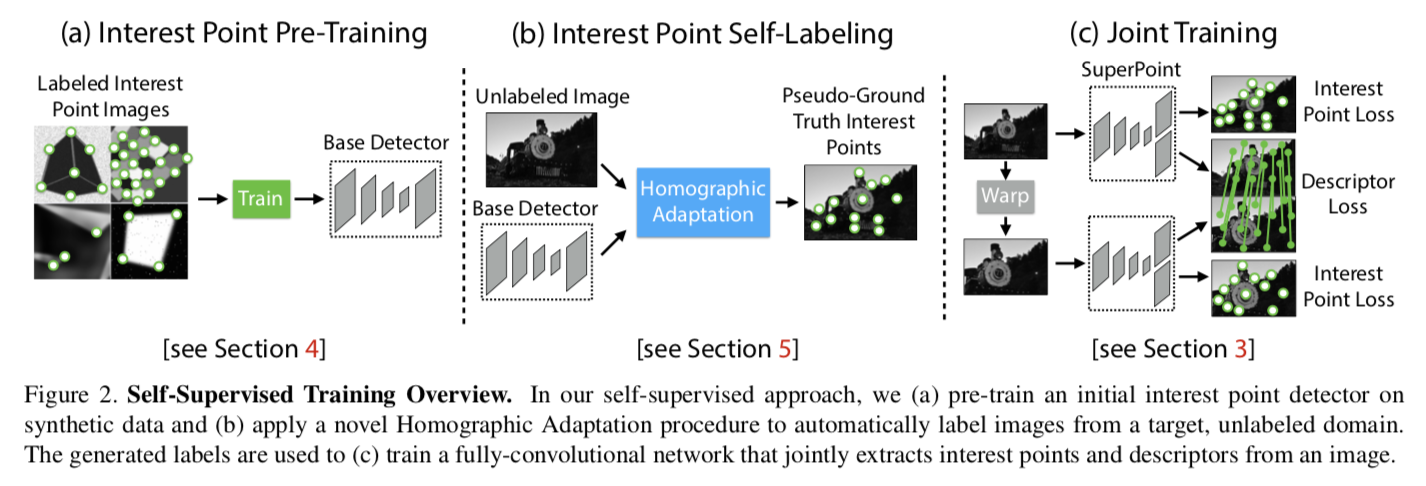 (a) Interest Point Pre-Training
Labeled Interest
Point Images
Train
Base Detector
[see Section 4]
(b) Interest Point Self-Labeling
Unlabeled Image
Base Detector
Homographic
Adaptation
Pseudo-Ground
Truth Interest
Points
[see Section 5]
(c) Joint Training
SuperPoint
Warp
Interest
Point Loss
Descriptor
Loss
Interest
Point Loss
[see Section 3]
Figure 2. Self-Supervised Training Overview. In our self-supervised approach, we (a) pre-train an initial interest point detector on
synthetic data and (b) apply a novel Homographic Adaptation procedure to automatically label images from a target, unlabeled domain.
The generated labels are used to (c) train a fully-convolutional network that jointly extracts interest points and descriptors from an image.